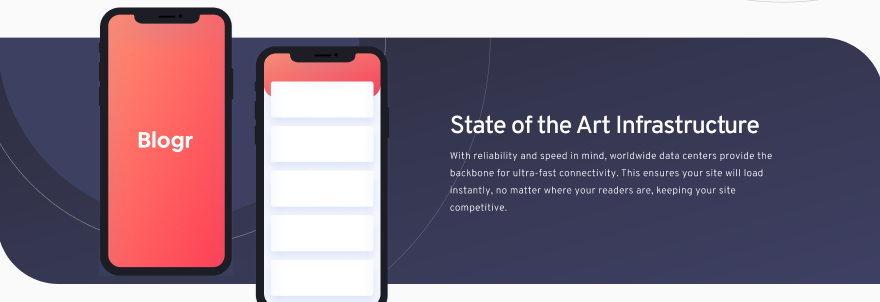 Blogr
State of the Art Infrastructure
With reliability and speed in mind, worldwide data centers provide the
backbone for ultra-fast connectivity. This ensures your site will load
instantly, no matter where your readers are, keeping your site
competitive.